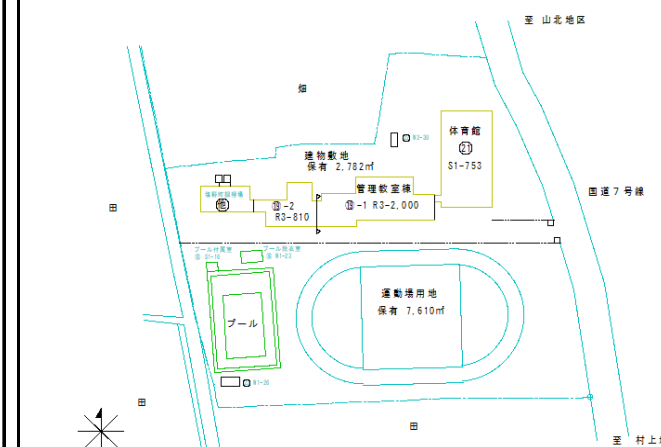 至 山北地区
畑
体育館
㉑
S1-753
建物敷地
保有 2,782㎡
国道7号線
管理教室棟
⑲-1 R3-2,000
他
⑲-2
R3-810
田
運動場用地
保有 7,610㎡
プール
田
田
至 村上